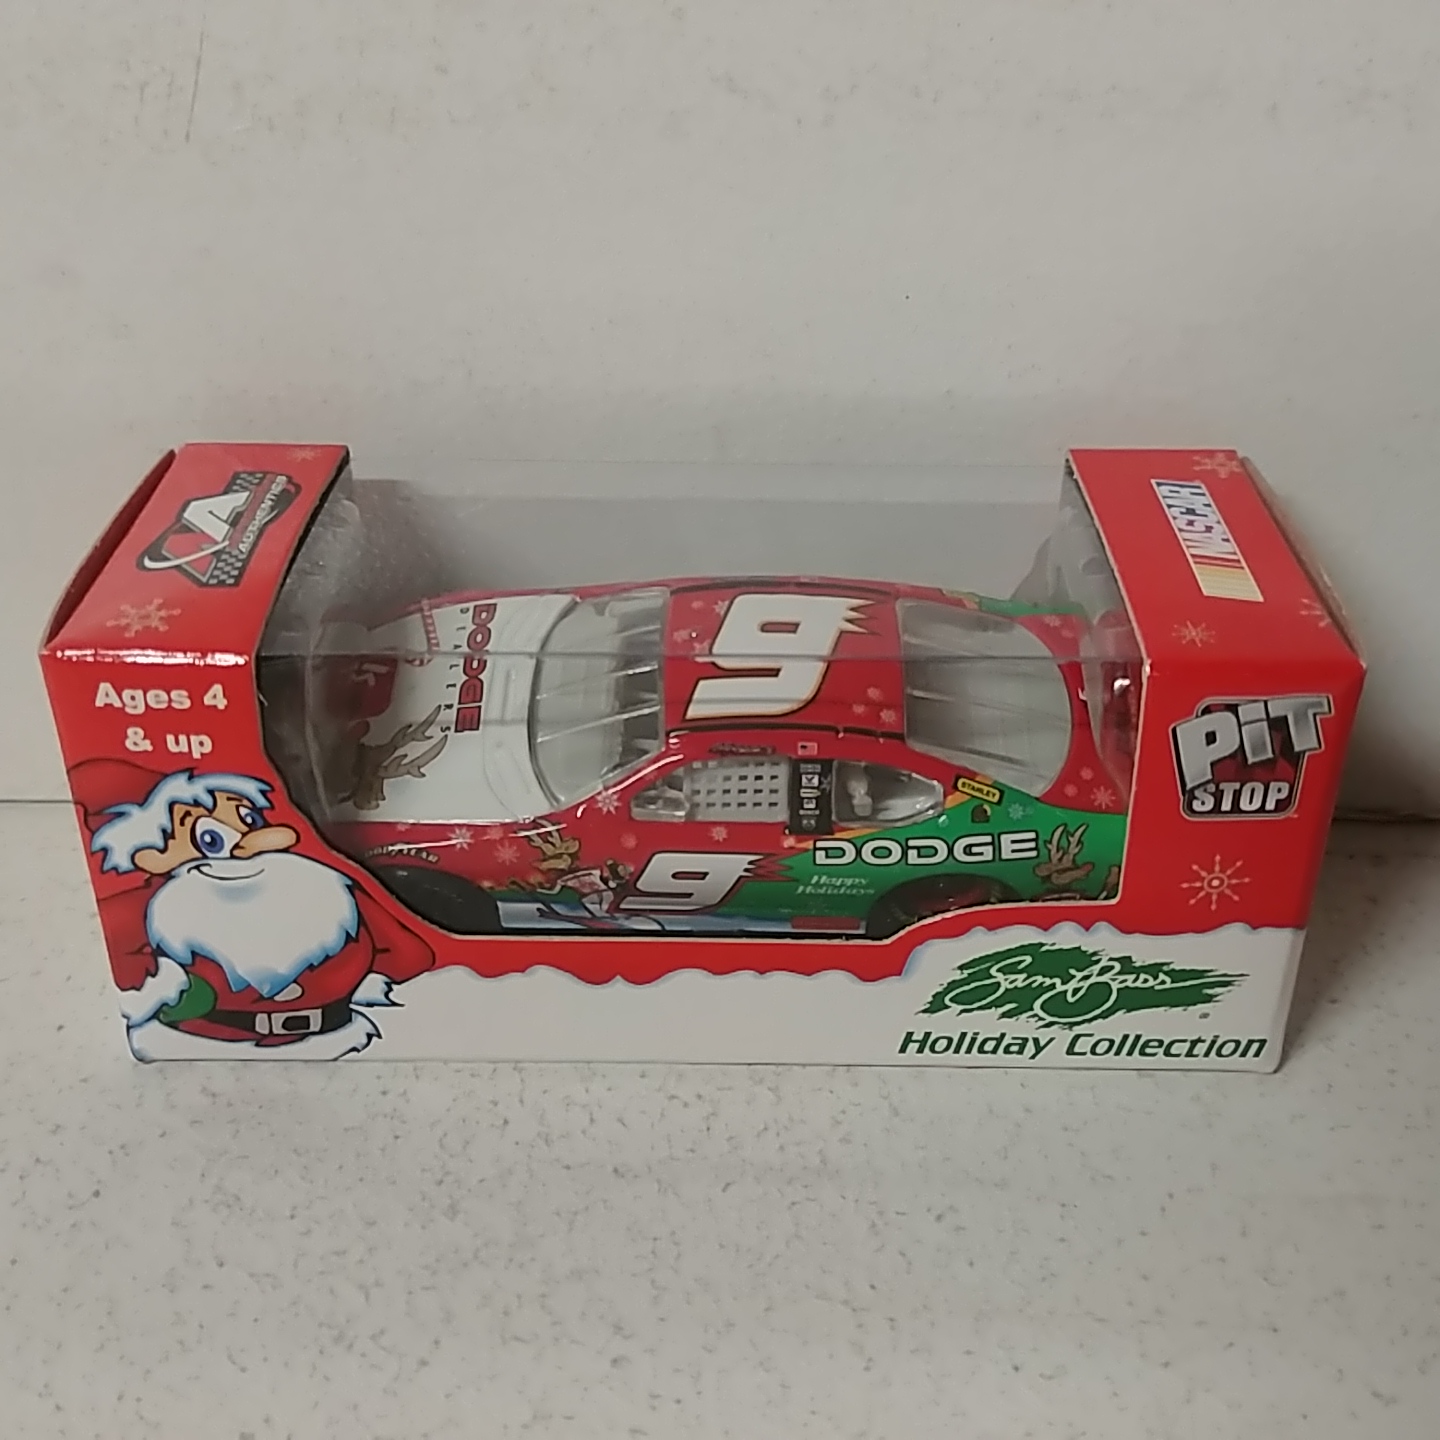 A
AUTHENTICS
NASCAR
Ages 4
& up
PIT
STOP
DODGE
DEALERS
9
STANLEY
GOODYEAR
9
DODGE
Happy
Holidays
Sam Bass
Holiday Collection